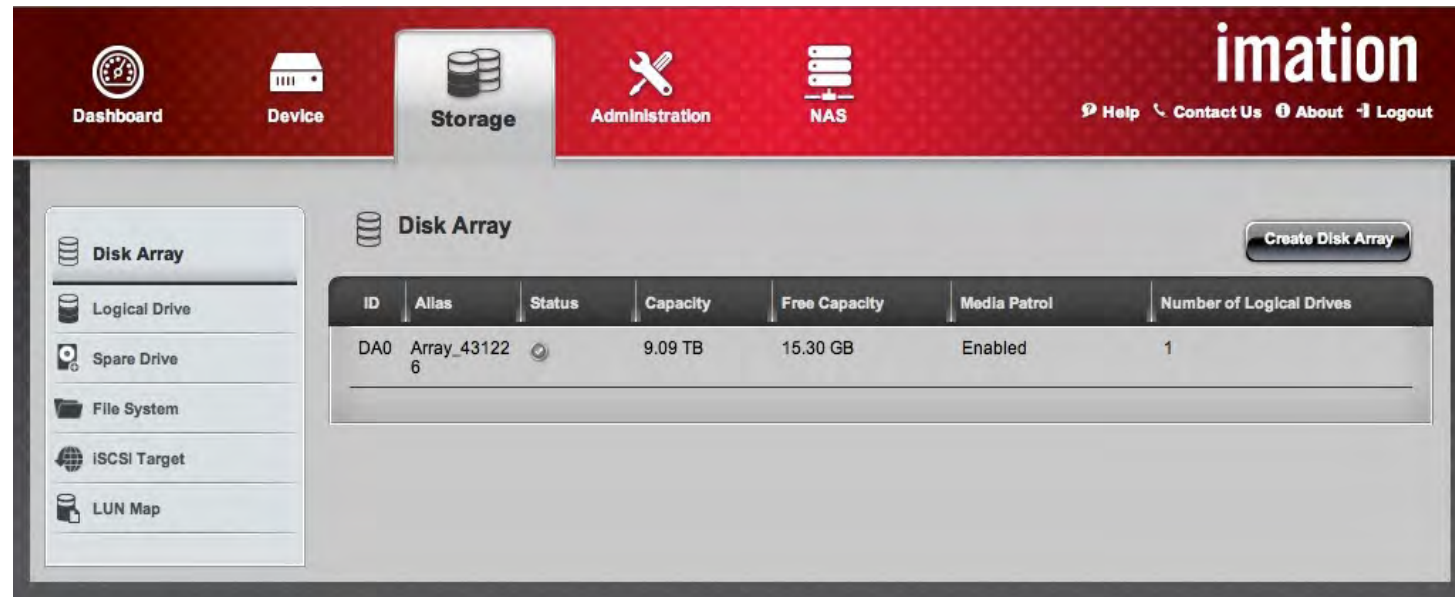 imation
Dashboard
Device
Storage
Administration
NAS
Help Contact Us About Logout
Disk Array
Logical Drive
Spare Drive
File System
iSCSI Target
LUN Map
Disk Array
Create Disk Array
ID Alias Status Capacity Free Capacity Media Patrol Number of Logical Drives
DA0 Array_43122 9.09 TB 15.30 GB Enabled 1
6